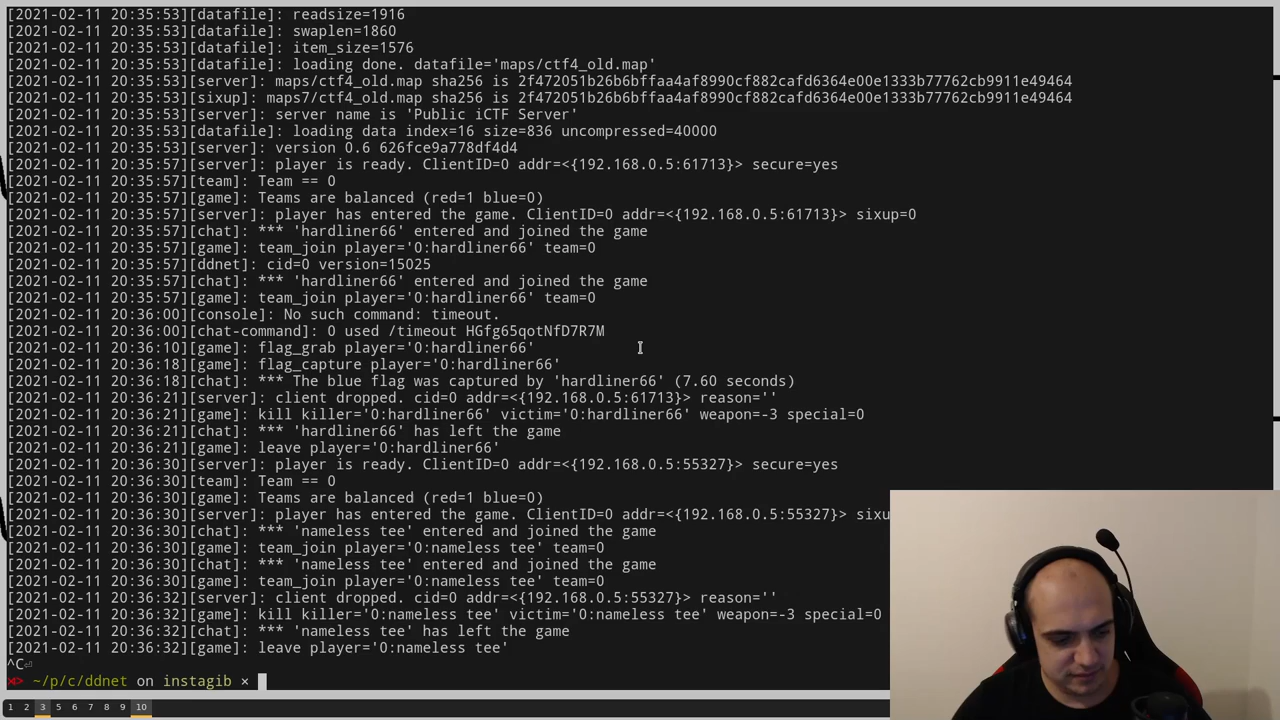 [2021-02-11 20:35:53][datafile]: readsize=1916
[2021-02-11 20:35:53][datafile]: swaplen=1860
[2021-02-11 20:35:53][datafile]: item_size=1576
[2021-02-11 20:35:53][datafile]: loading done. datafile='maps/ctf4_old.map'
[2021-02-11 20:35:53][server]: maps/ctf4_old.map sha256 is 2f472051b26b6bffaa4af8990cf882cafd6364e00e1333b77762cb9911e49464
[2021-02-11 20:35:53][sixup]: maps7/ctf4_old.map sha256 is 2f472051b26b6bffaa4af8990cf882cafd6364e00e1333b77762cb9911e49464
[2021-02-11 20:35:53][server]: server name is 'Public iCTF Server'
[2021-02-11 20:35:53][datafile]: loading data index=16 size=836 uncompressed=40000
[2021-02-11 20:35:53][server]: version 0.6 626fce9a778df4d4
[2021-02-11 20:35:57][server]: player is ready. ClientID=0 addr=<{192.168.0.5:61713}> secure=yes
[2021-02-11 20:35:57][team]: Team == 0
[2021-02-11 20:35:57][game]: Teams are balanced (red=1 blue=0)
[2021-02-11 20:35:57][server]: player has entered the game. ClientID=0 addr=<{192.168.0.5:61713}> sixup=0
[2021-02-11 20:35:57][chat]: *** 'hardliner66' entered and joined the game
[2021-02-11 20:35:57][game]: team_join player='0:hardliner66' team=0
[2021-02-11 20:35:57][ddnet]: cid=0 version=15025
[2021-02-11 20:35:57][chat]: *** 'hardliner66' entered and joined the game
[2021-02-11 20:35:57][game]: team_join player='0:hardliner66' team=0
[2021-02-11 20:36:00][console]: No such command: timeout.
[2021-02-11 20:36:00][chat-command]: 0 used /timeout HGfg65qotNfD7R7M
[2021-02-11 20:36:10][game]: flag_grab player='0:hardliner66'
[2021-02-11 20:36:18][game]: flag_capture player='0:hardliner66'
[2021-02-11 20:36:18][chat]: *** The blue flag was captured by 'hardliner66' (7.60 seconds)
[2021-02-11 20:36:21][server]: client dropped. cid=0 addr=<{192.168.0.5:61713}> reason=''
[2021-02-11 20:36:21][game]: kill killer='0:hardliner66' victim='0:hardliner66' weapon=-3 special=0
[2021-02-11 20:36:21][chat]: *** 'hardliner66' has left the game
[2021-02-11 20:36:21][game]: leave player='0:hardliner66'
[2021-02-11 20:36:30][server]: player is ready. ClientID=0 addr=<{192.168.0.5:55327}> secure=yes
[2021-02-11 20:36:30][team]: Team == 0
[2021-02-11 20:36:30][game]: Teams are balanced (red=1 blue=0)
[2021-02-11 20:36:30][server]: player has entered the game. ClientID=0 addr=<{192.168.0.5:55327}> sixu
[2021-02-11 20:36:30][chat]: *** 'nameless tee' entered and joined the game
[2021-02-11 20:36:30][game]: team_join player='0:nameless tee' team=0
[2021-02-11 20:36:30][chat]: *** 'nameless tee' entered and joined the game
[2021-02-11 20:36:30][game]: team_join player='0:nameless tee' team=0
[2021-02-11 20:36:32][server]: client dropped. cid=0 addr=<{192.168.0.5:55327}> reason=''
[2021-02-11 20:36:32][game]: kill killer='0:nameless tee' victim='0:nameless tee' weapon=-3 special=0
[2021-02-11 20:36:32][chat]: *** 'nameless tee' has left the game
[2021-02-11 20:36:32][game]: leave player='0:nameless tee'
^C⏎
×> ~/p/c/ddnet on instagib ×
1 2 3 5 6 7 8 9 10